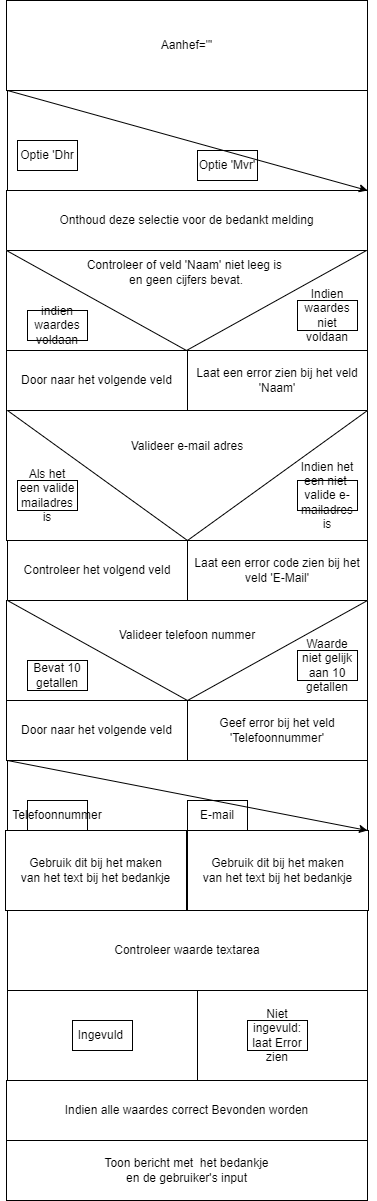 Aanhef=""
Optie 'Dhr
Optie 'Mvr'
Onthoud deze selectie voor de bedankt melding
Controleer of veld 'Naam' niet leeg is
en geen cijfers bevat.
indien
waardes
voldaan
Indien
waardes
niet
voldaan
Door naar het volgende veld
Laat een error zien bij het veld
'Naam'
Valideer e-mail adres
Als het
een valide
mailadres
is
Indien het
een niet
valide e-
mailadres
is
Controleer het volgend veld
Laat een error code zien bij het
veld 'E-Mail'
Valideer telefoon nummer
Bevat 10
getallen
Waarde
niet gelijk
aan 10
getallen
Door naar het volgende veld
Geef error bij het veld
'Telefoonnummer'
Telefoonnummer
E-mail
Gebruik dit bij het maken
van het text bij het bedankje
Gebruik dit bij het maken
van het text bij het bedankje
Controleer waarde textarea
Ingevuld
Niet
ingevuld:
laat Error
zien
Indien alle waardes correct Bevonden worden
Toon bericht met  het bedankje
en de gebruiker's input